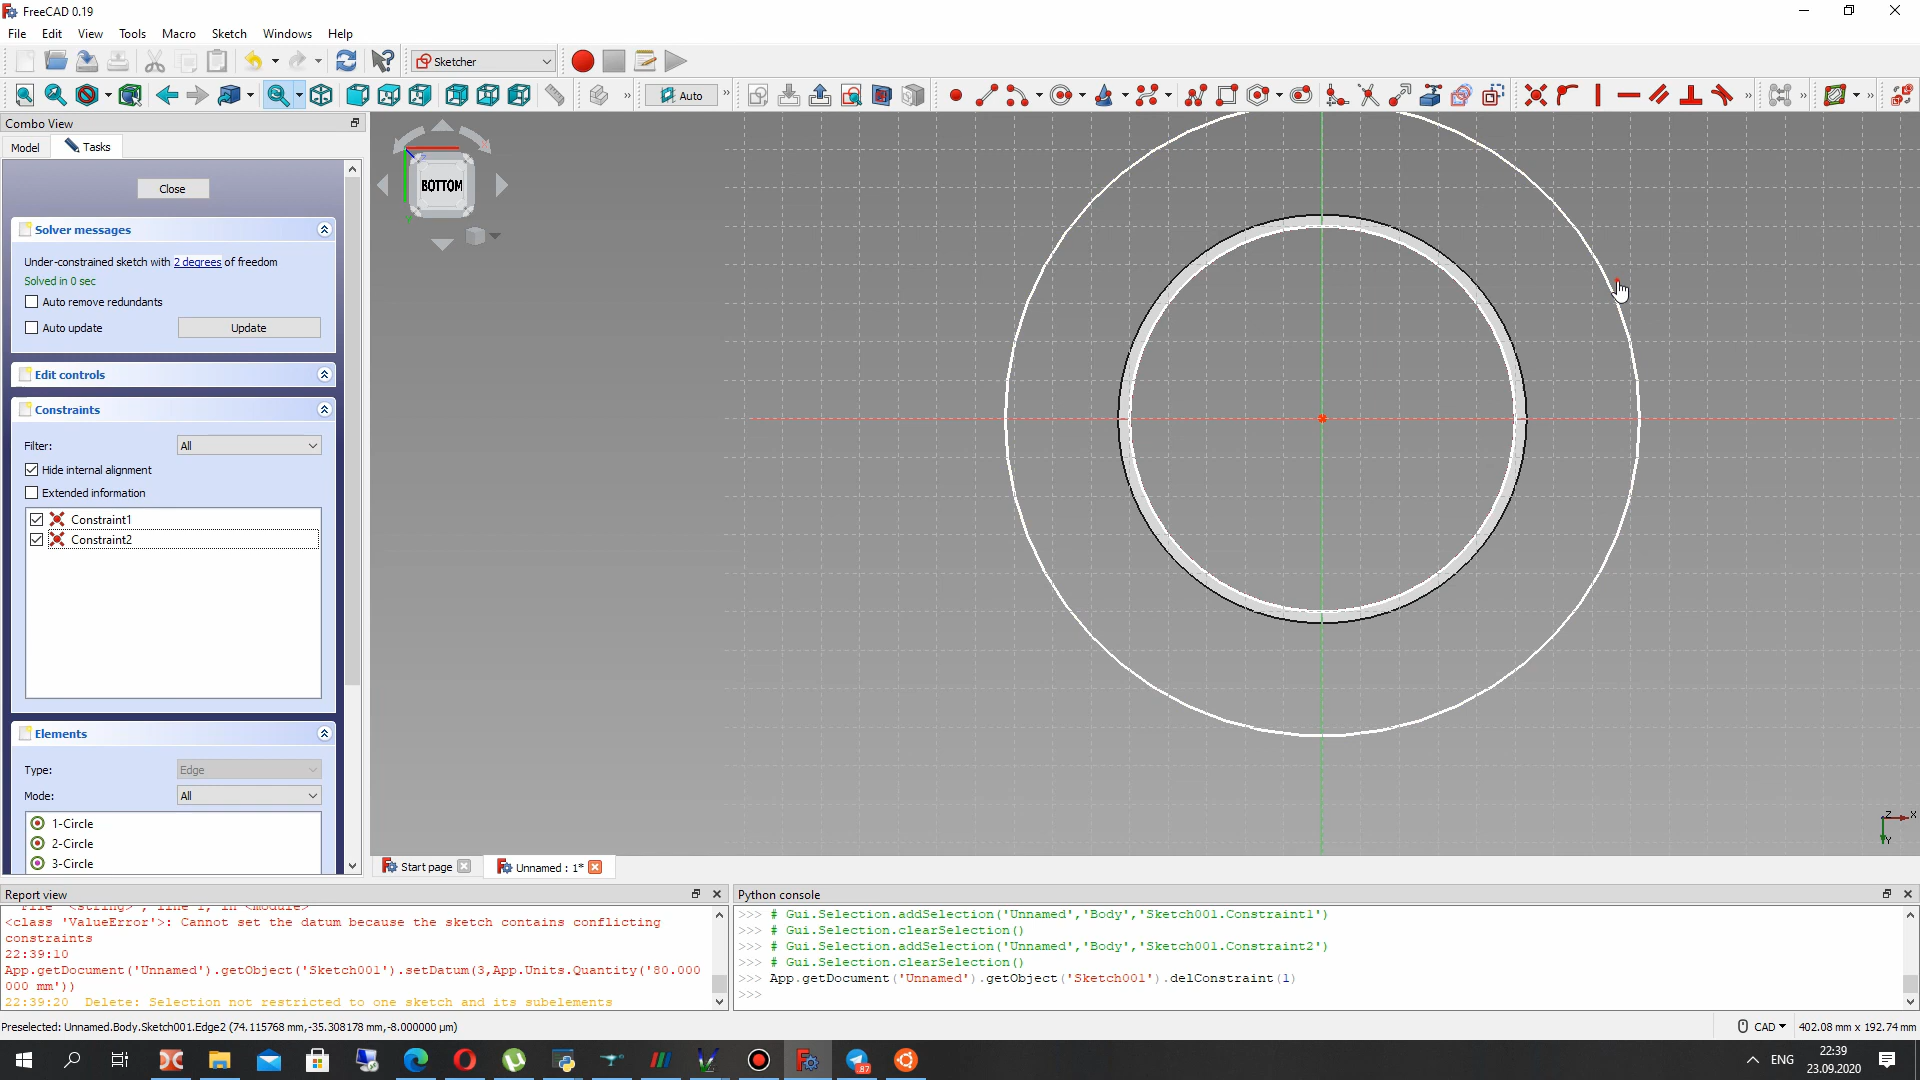 FreeCAD 0.19
File Edit View Tools Macro Sketch Windows Help
Sketcher
Auto
Combo View
Model Tasks
BOTTOM
Close
Solver messages
Under-constrained sketch with 2 degrees of freedom
Solved in 0 sec
Auto remove redundants
Auto update Update
Edit controls
Constraints
Filter: All
Hide internal alignment
Extended information
Constraint1
Constraint2
Elements
Type: Edge
Mode: All
1-Circle
2-Circle
3-Circle
Z X
Y
Start page Unnamed : 1*
Report view
<class 'ValueError'>: Cannot set the datum because the sketch contains conflicting
constraints
22:39:10
App.getDocument('Unnamed').getObject('Sketch001').setDatum(3,App.Units.Quantity('80.000
000 mm'))
22:39:20 Delete: Selection not restricted to one sketch and its subelements
Python console
>>> # Gui.Selection.addSelection('Unnamed','Body','Sketch001.Constraint1')
>>> # Gui.Selection.clearSelection()
>>> # Gui.Selection.addSelection('Unnamed','Body','Sketch001.Constraint2')
>>> # Gui.Selection.clearSelection()
>>> App.getDocument('Unnamed').getObject('Sketch001').delConstraint(1)
>>>
Preselected: Unnamed.Body.Sketch001.Edge2 (74.115768 mm,-35.308178 mm,-8.000000 µm)
CAD 402.08 mm x 192.74 mm
87
ENG
22:39
23.09.2020